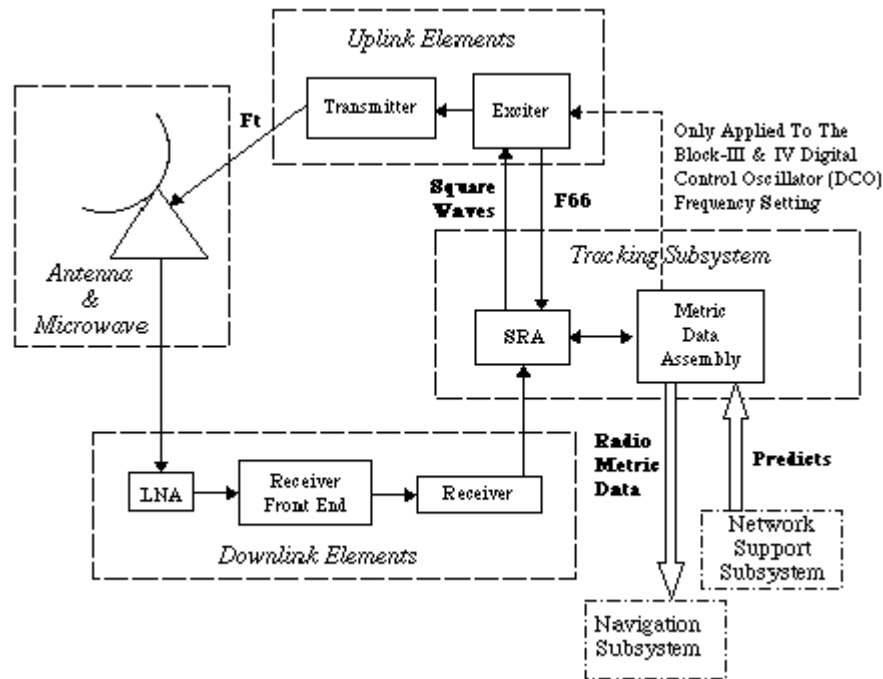 Uplink Elements
Transmitter
Exciter
Ft
Only Applied To The
Block-III & IV Digital
Control Oscillator (DCO)
Frequency Setting
Square
Waves
F66
Antenna
&
Microwave
Tracking Subsystem
SRA
Metric
Data
Assembly
LNA
Receiver
Front End
Receiver
Downlink Elements
Radio
Metric
Data
Predicts
Network
Support
Subsystem
Navigation
Subsystem